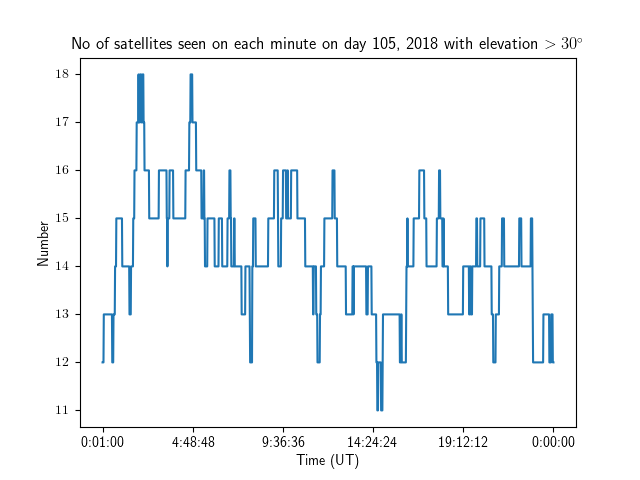 No of satellites seen on each minute on day 105, 2018 with elevation > 30°
18
17
16
15
14
13
12
11
Number
0:01:00 4:48:48 9:36:36 14:24:24 19:12:12 0:00:00
Time (UT)